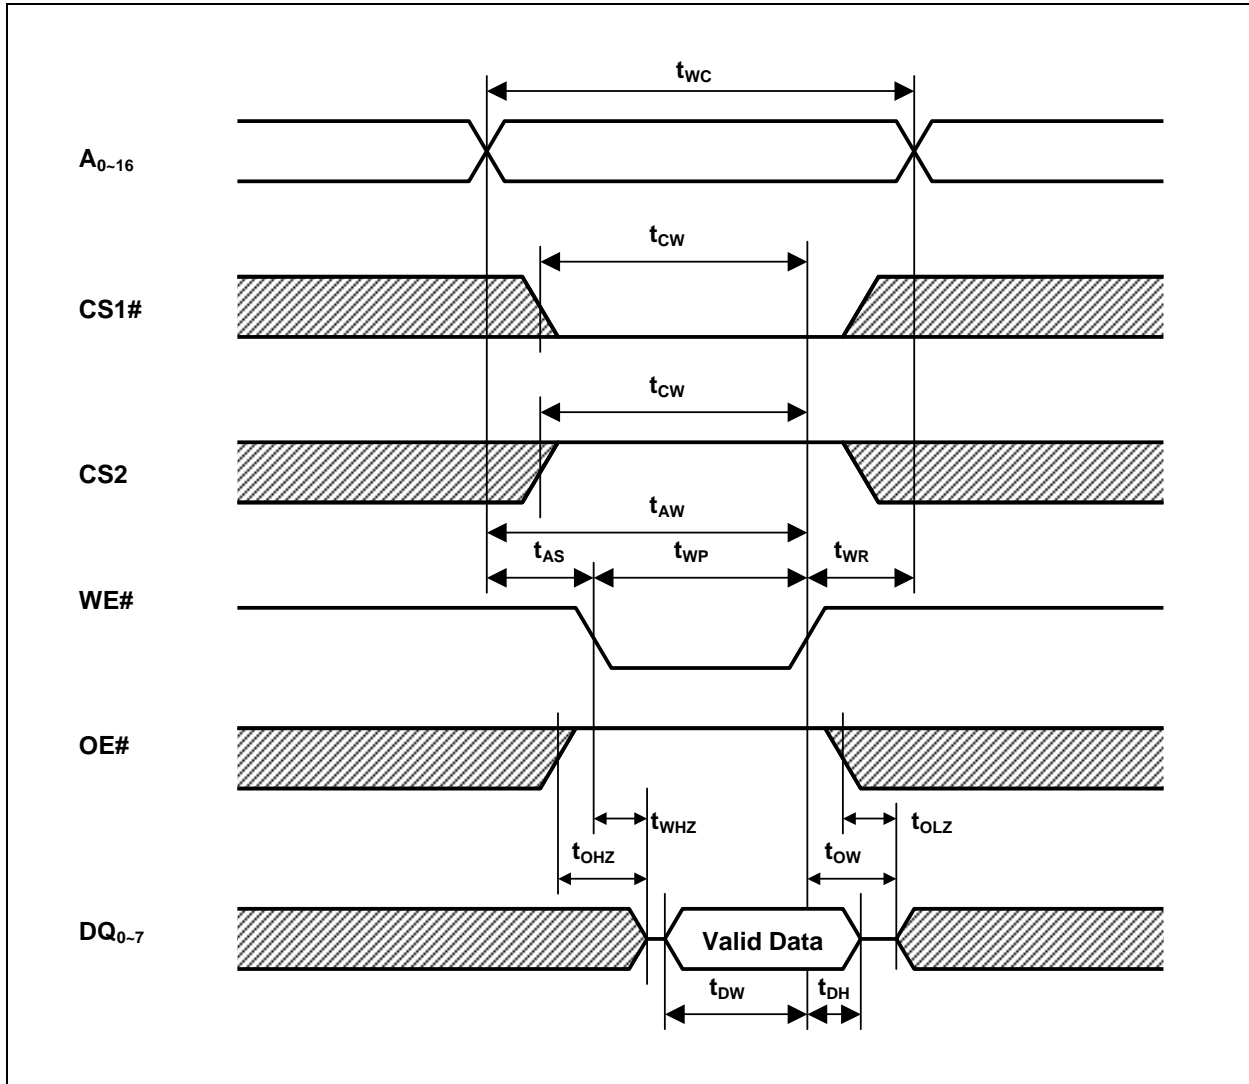 tWC
A0~16
tCW
CS1#
tCW
CS2
tAW
tAS tWP tWR
WE#
OE#
tWHZ tOLZ
tOHZ tOW
DQ0~7 Valid Data
tDW tDH